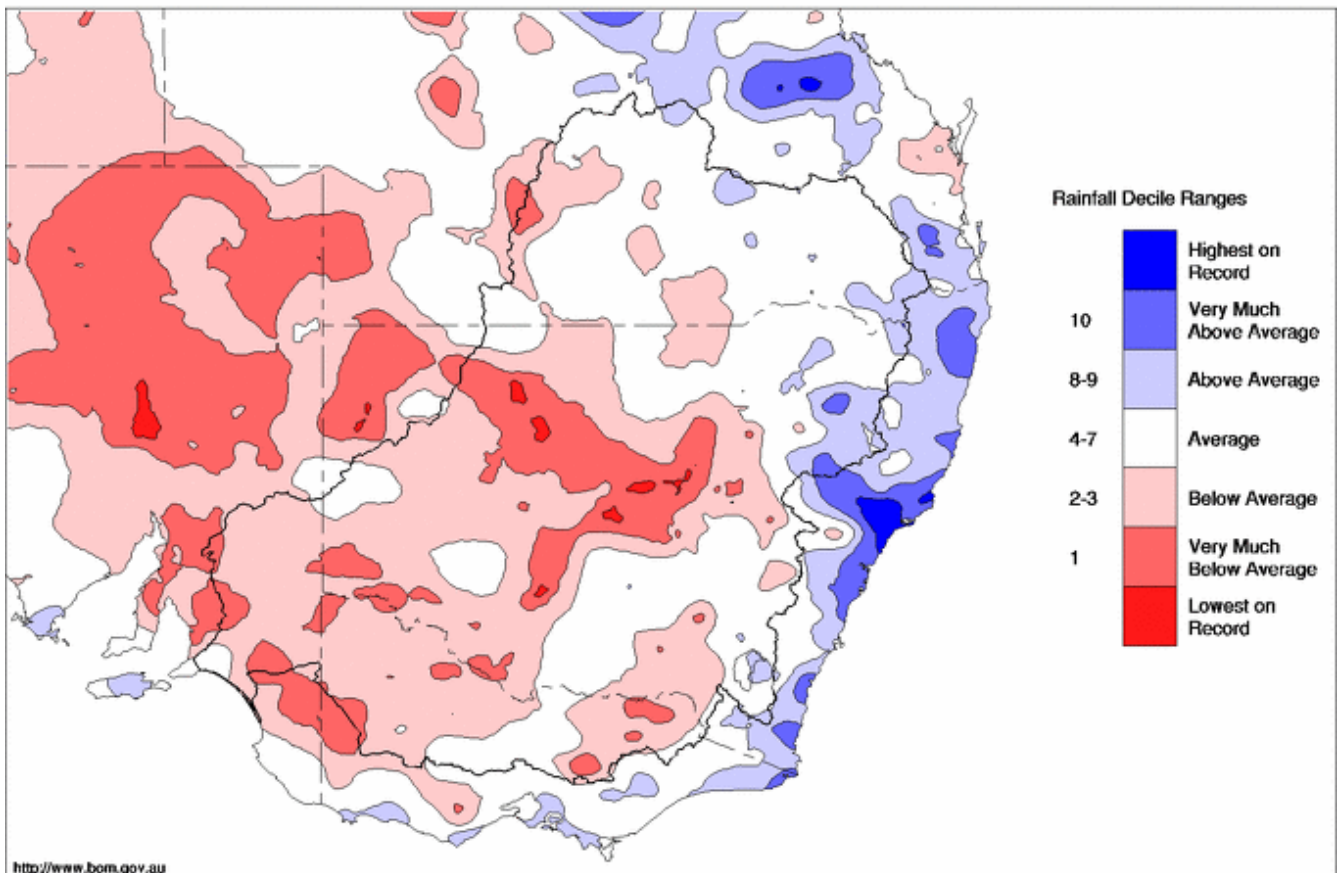 Rainfall Decile Ranges
Highest on
Record
10
Very Much
Above Average
8-9
Above Average
4-7
Average
2-3
Below Average
1
Very Much
Below Average
Lowest on
Record
http://www.bom.gov.au